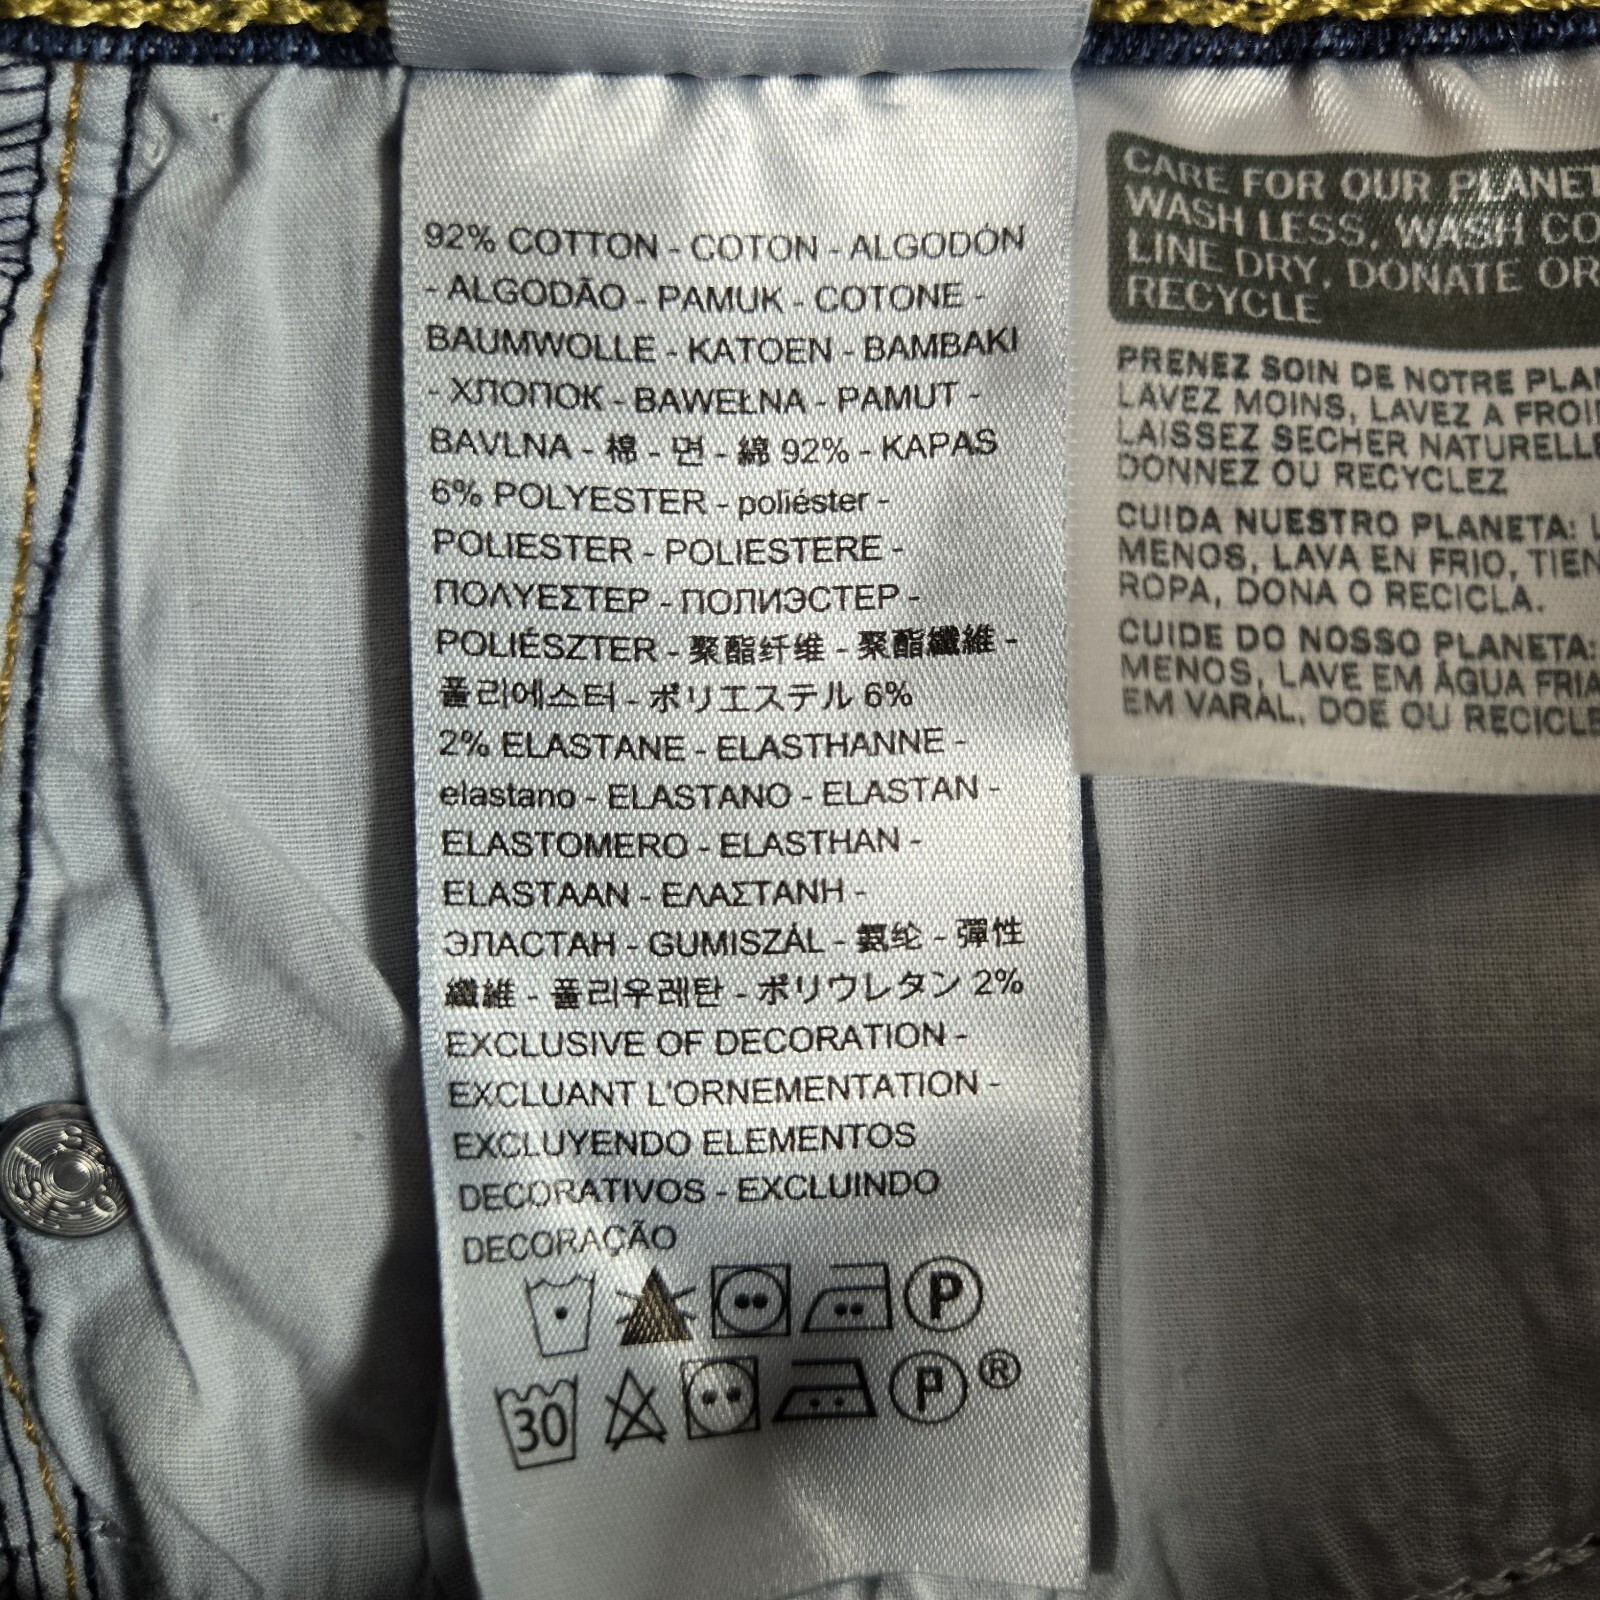 92% COTTON - COTON - ALGODÓN
- ALGODÃO - PAMUK - COTONE -
BAUMWOLLE - KATOEN - BAMBAKI
- ХЛОПОК - BAWEŁNA - PAMUT -
BAVLNA - 棉 - 면 - 綿 92% - KAPAS
6% POLYESTER - poliéster -
POLIESTER - POLIESTERE -
ΠΟΛΥΕΣΤΕΡ - ПОЛИЭСТЕР -
POLIÉSZTER - 聚酯纤维 - 聚酯纖維 -
폴리에스터 - ポリエステル 6%
2% ELASTANE - ELASTHANNE -
elastano - ELASTANO - ELASTAN -
ELASTOMERO - ELASTHAN -
ELASTAAN - ΕΛΑΣΤΑΝΗ -
ЭЛАСТАН - GUMISZÁL - 氨纶 - 彈性
纖維 - 폴리우레탄 - ポリウレタン 2%
EXCLUSIVE OF DECORATION -
EXCLUANT L'ORNEMENTATION -
EXCLUYENDO ELEMENTOS
DECORATIVOS - EXCLUINDO
DECORAÇÃO
P
30 P ®
CARE FOR OUR PLANET
WASH LESS, WASH CO
LINE DRY, DONATE OR
RECYCLE
PRENEZ SOIN DE NOTRE PLA
LAVEZ MOINS, LAVEZ A FROI
LAISSEZ SECHER NATURELLE
DONNEZ OU RECYCLEZ
CUIDA NUESTRO PLANETA: L
MENOS, LAVA EN FRIO, TIEN
ROPA, DONA O RECICLA.
CUIDE DO NOSSO PLANETA:
MENOS, LAVE EM ÁGUA FRIA
EM VARAL, DOE OU RECICLE